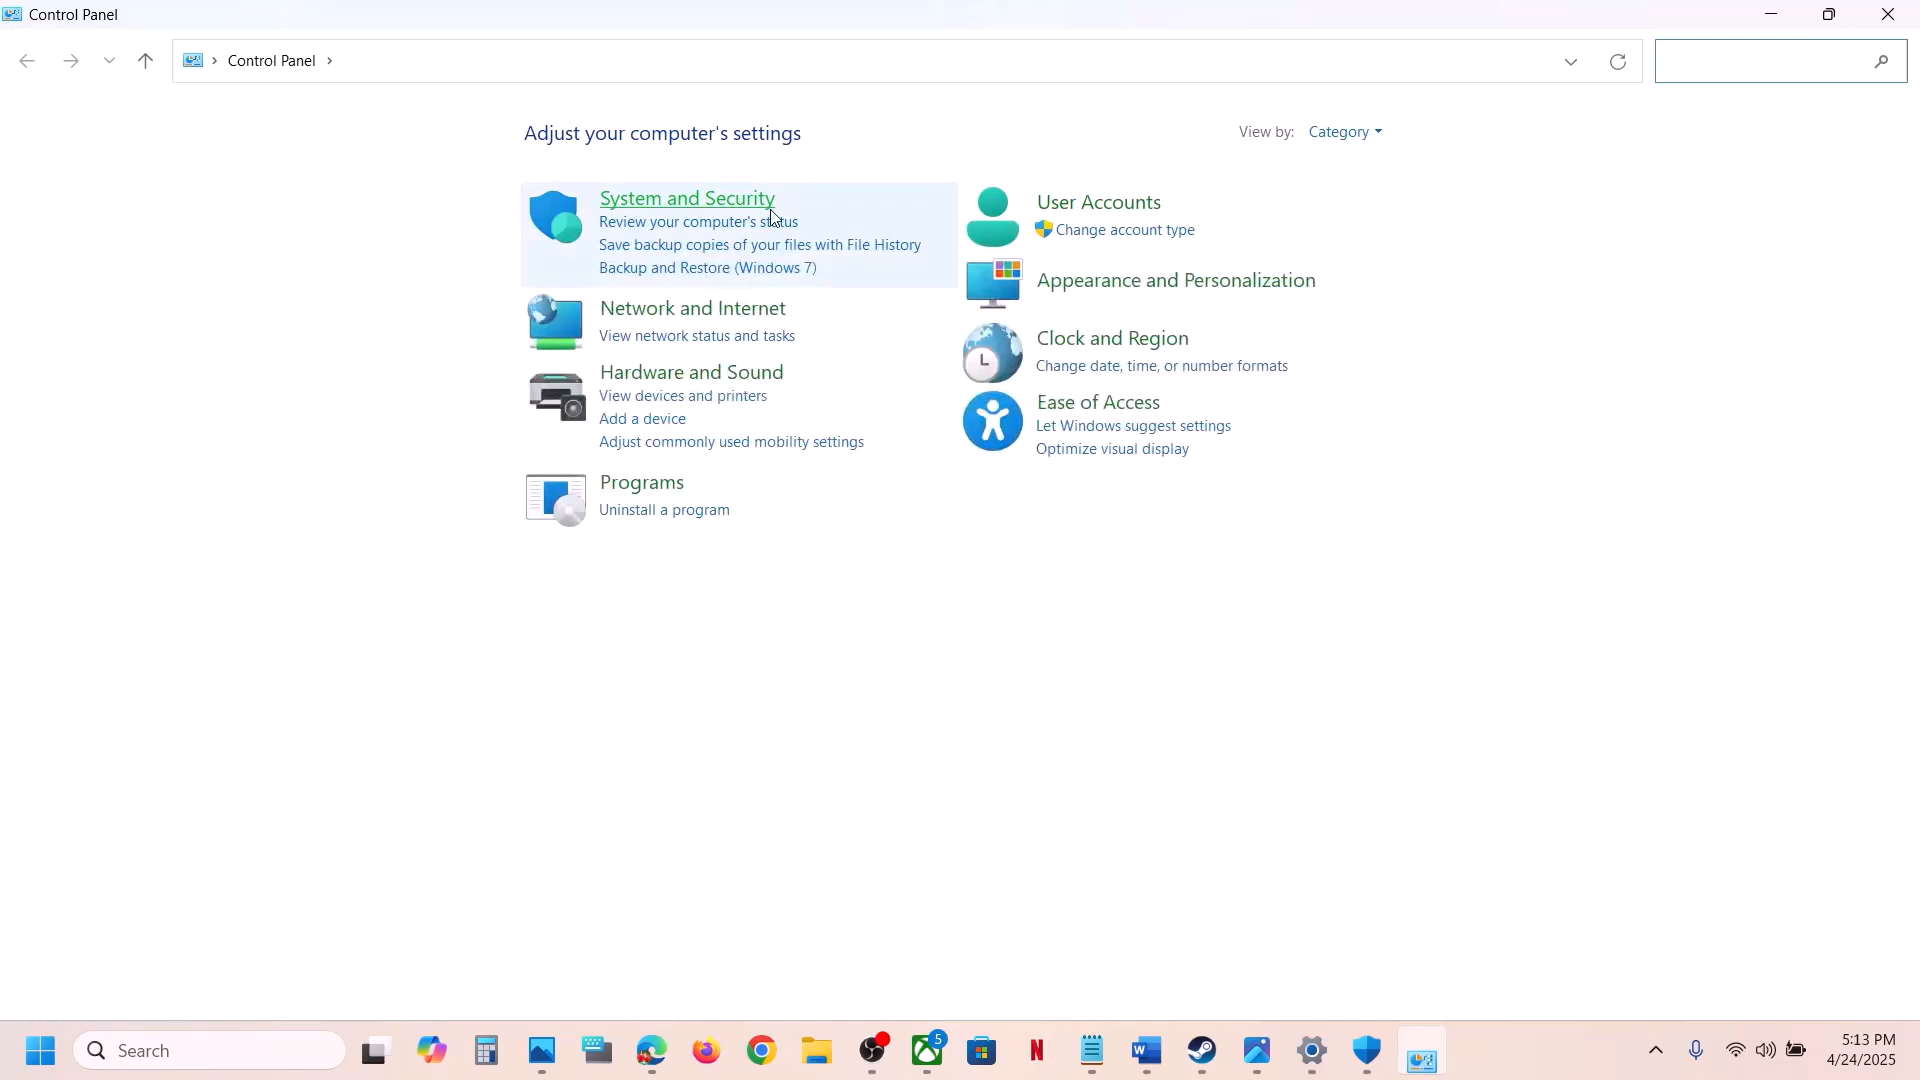 Control Panel
Control Panel
Adjust your computer's settings
View by: Category
System and Security
Review your computer's status
Save backup copies of your files with File History
Backup and Restore (Windows 7)
Network and Internet
View network status and tasks
Hardware and Sound
View devices and printers
Add a device
Adjust commonly used mobility settings
Programs
Uninstall a program
User Accounts
Change account type
Appearance and Personalization
Clock and Region
Change date, time, or number formats
Ease of Access
Let Windows suggest settings
Optimize visual display
Search
5
N
W
5:13 PM
4/24/2025